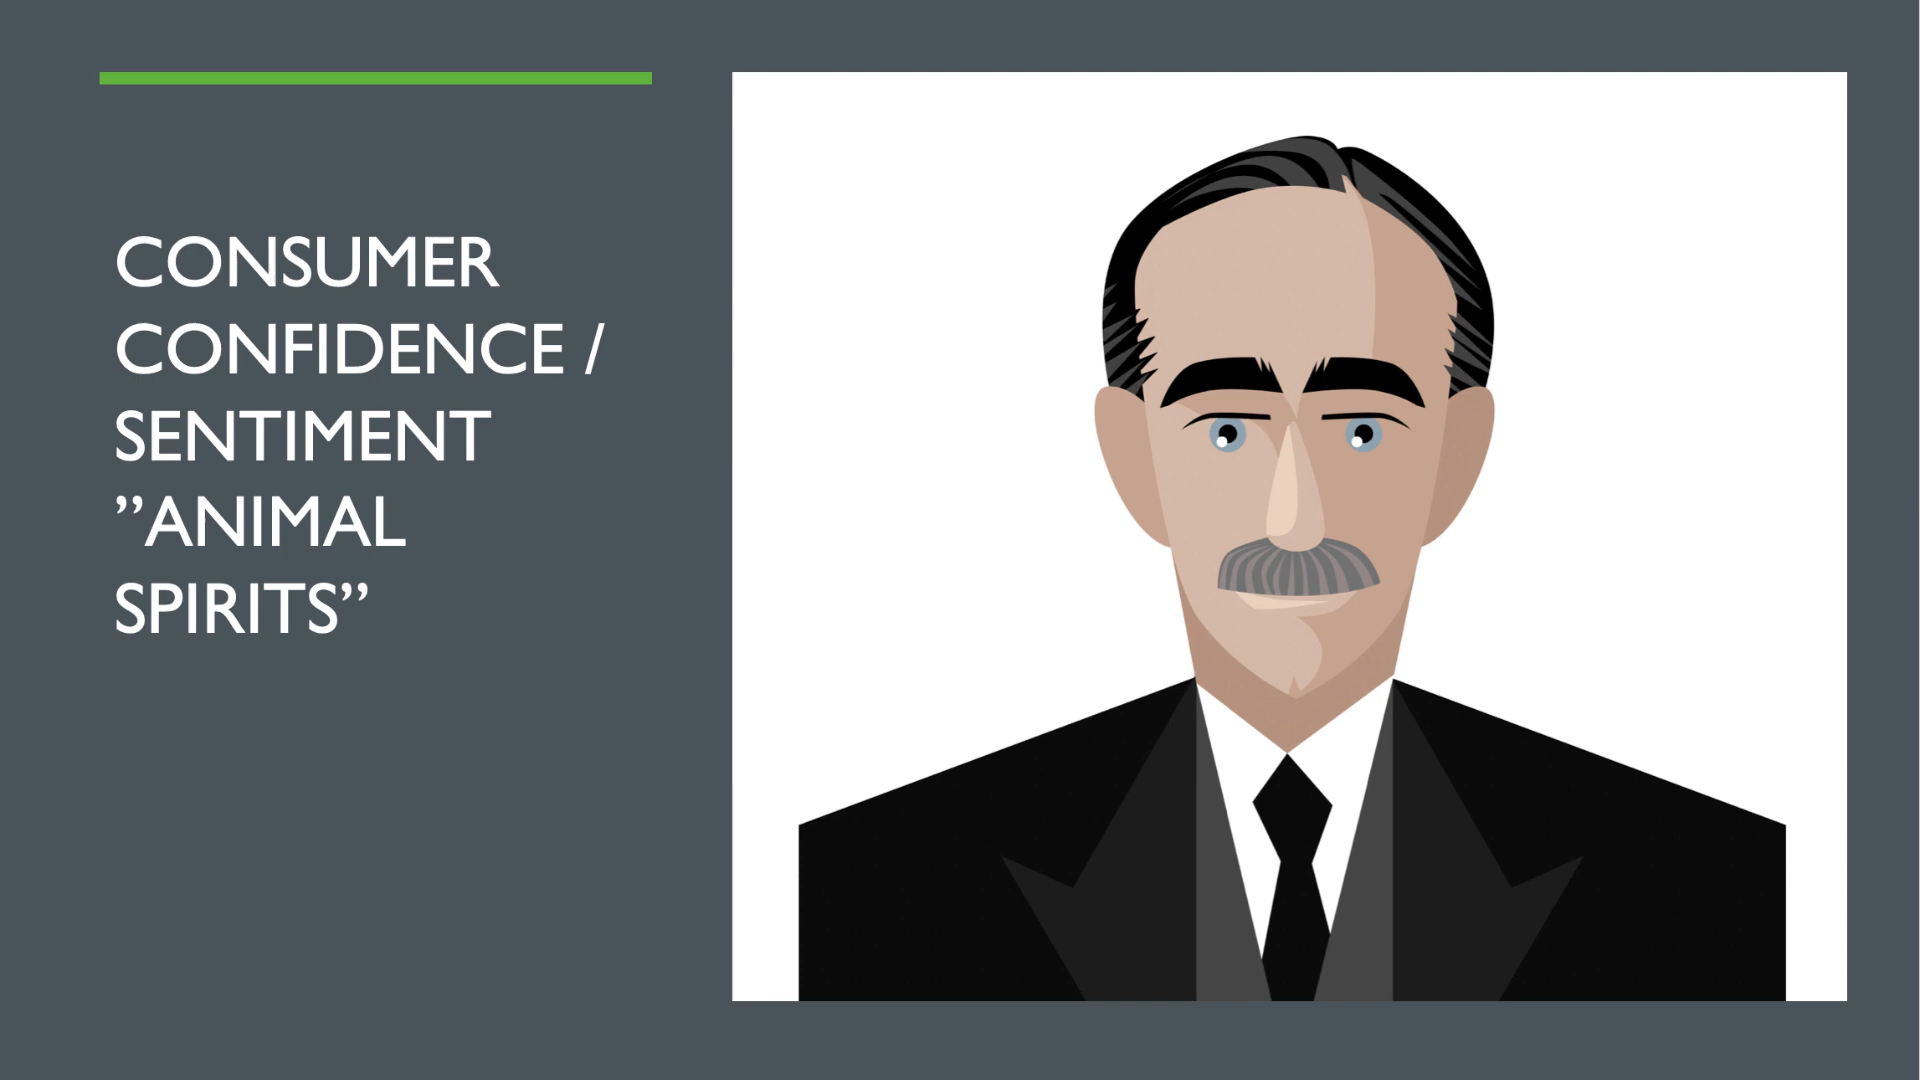 CONSUMER
CONFIDENCE /
SENTIMENT
”ANIMAL
SPIRITS”